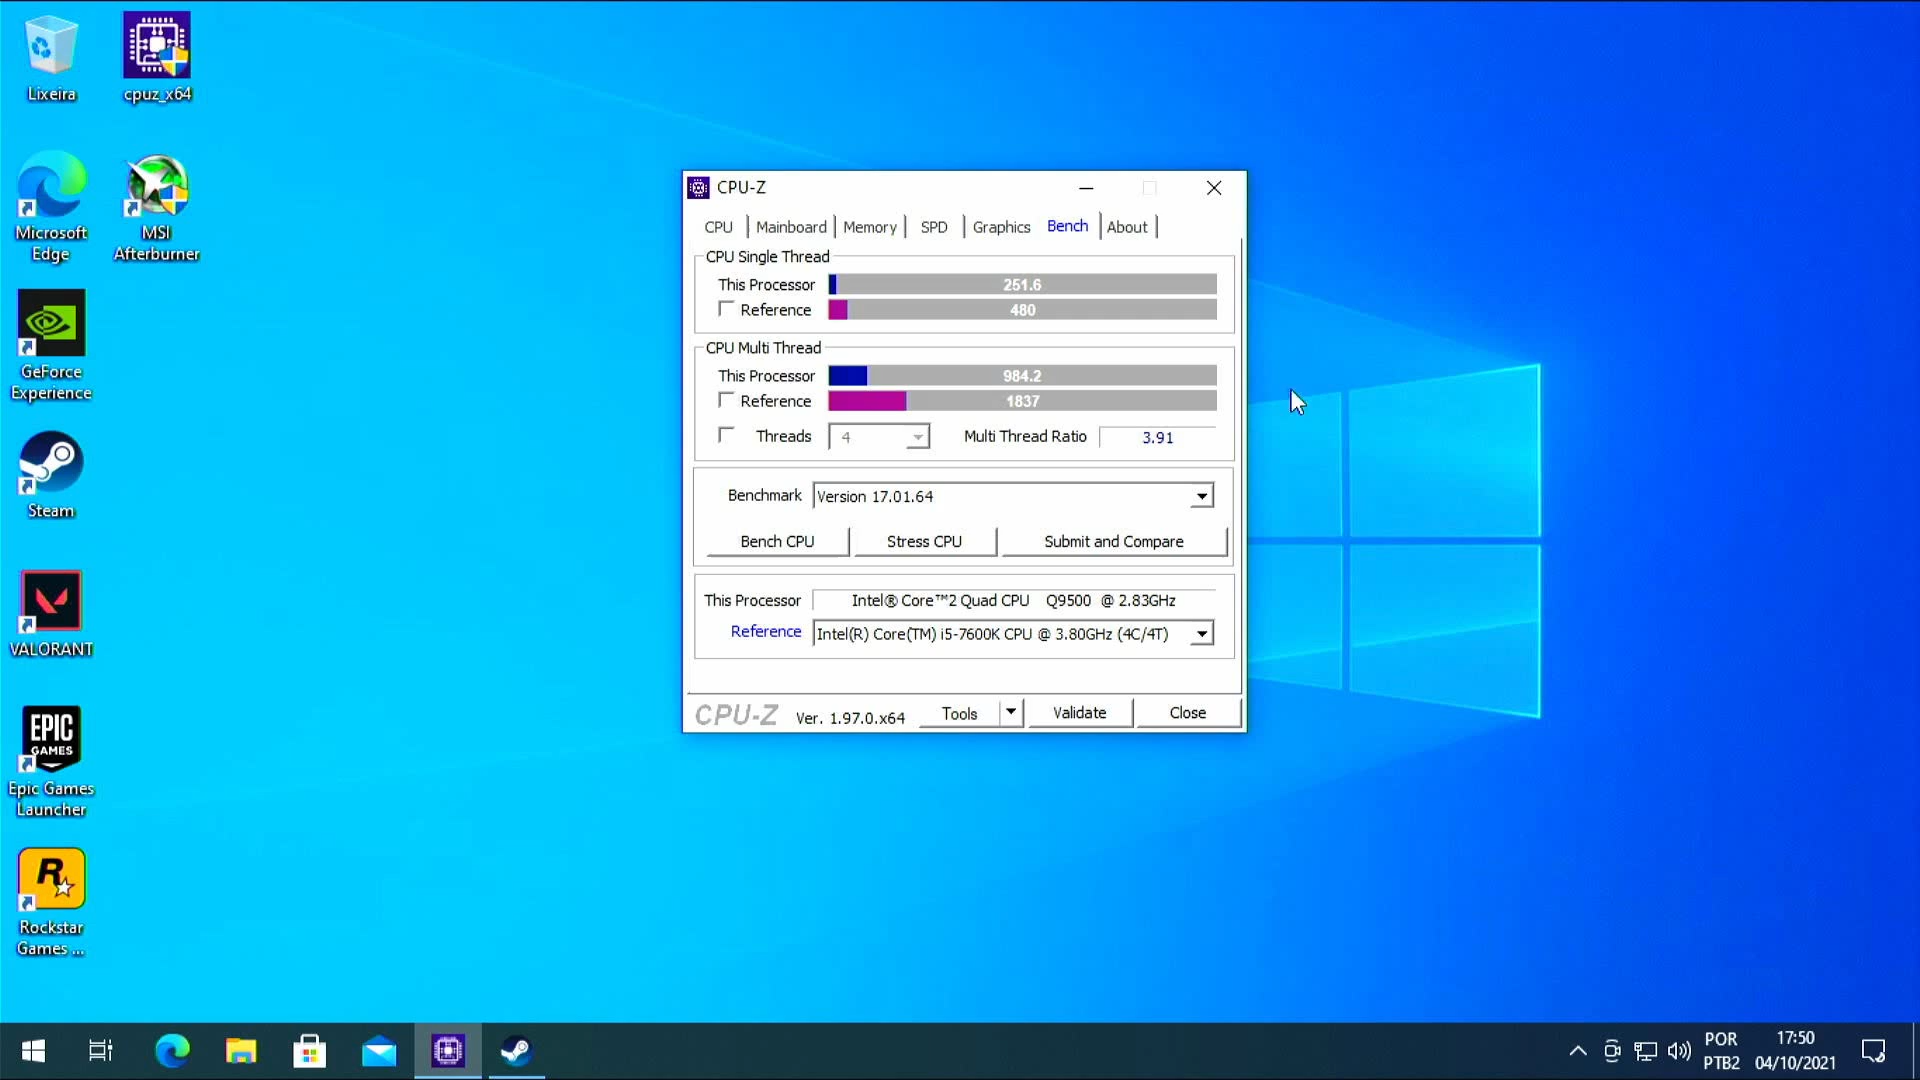 Lixeira
cpuz_x64
Microsoft
Edge
MSI
Afterburner
GeForce
Experience
Steam
VALORANT
EPIC
GAMES
Epic Games
Launcher
R
Rockstar
Games ...
CPU-Z
CPU Mainboard Memory SPD Graphics Bench About
CPU Single Thread
This Processor 251.6
Reference 480
CPU Multi Thread
This Processor 984.2
Reference 1837
Threads 4 Multi Thread Ratio 3.91
Benchmark Version 17.01.64
Bench CPU Stress CPU Submit and Compare
This Processor Intel® Core™2 Quad CPU Q9500 @ 2.83GHz
Reference Intel(R) Core(TM) i5-7600K CPU @ 3.80GHz (4C/4T)
CPU-Z Ver. 1.97.0.x64 Tools Validate Close
POR 17:50
PTB2 04/10/2021